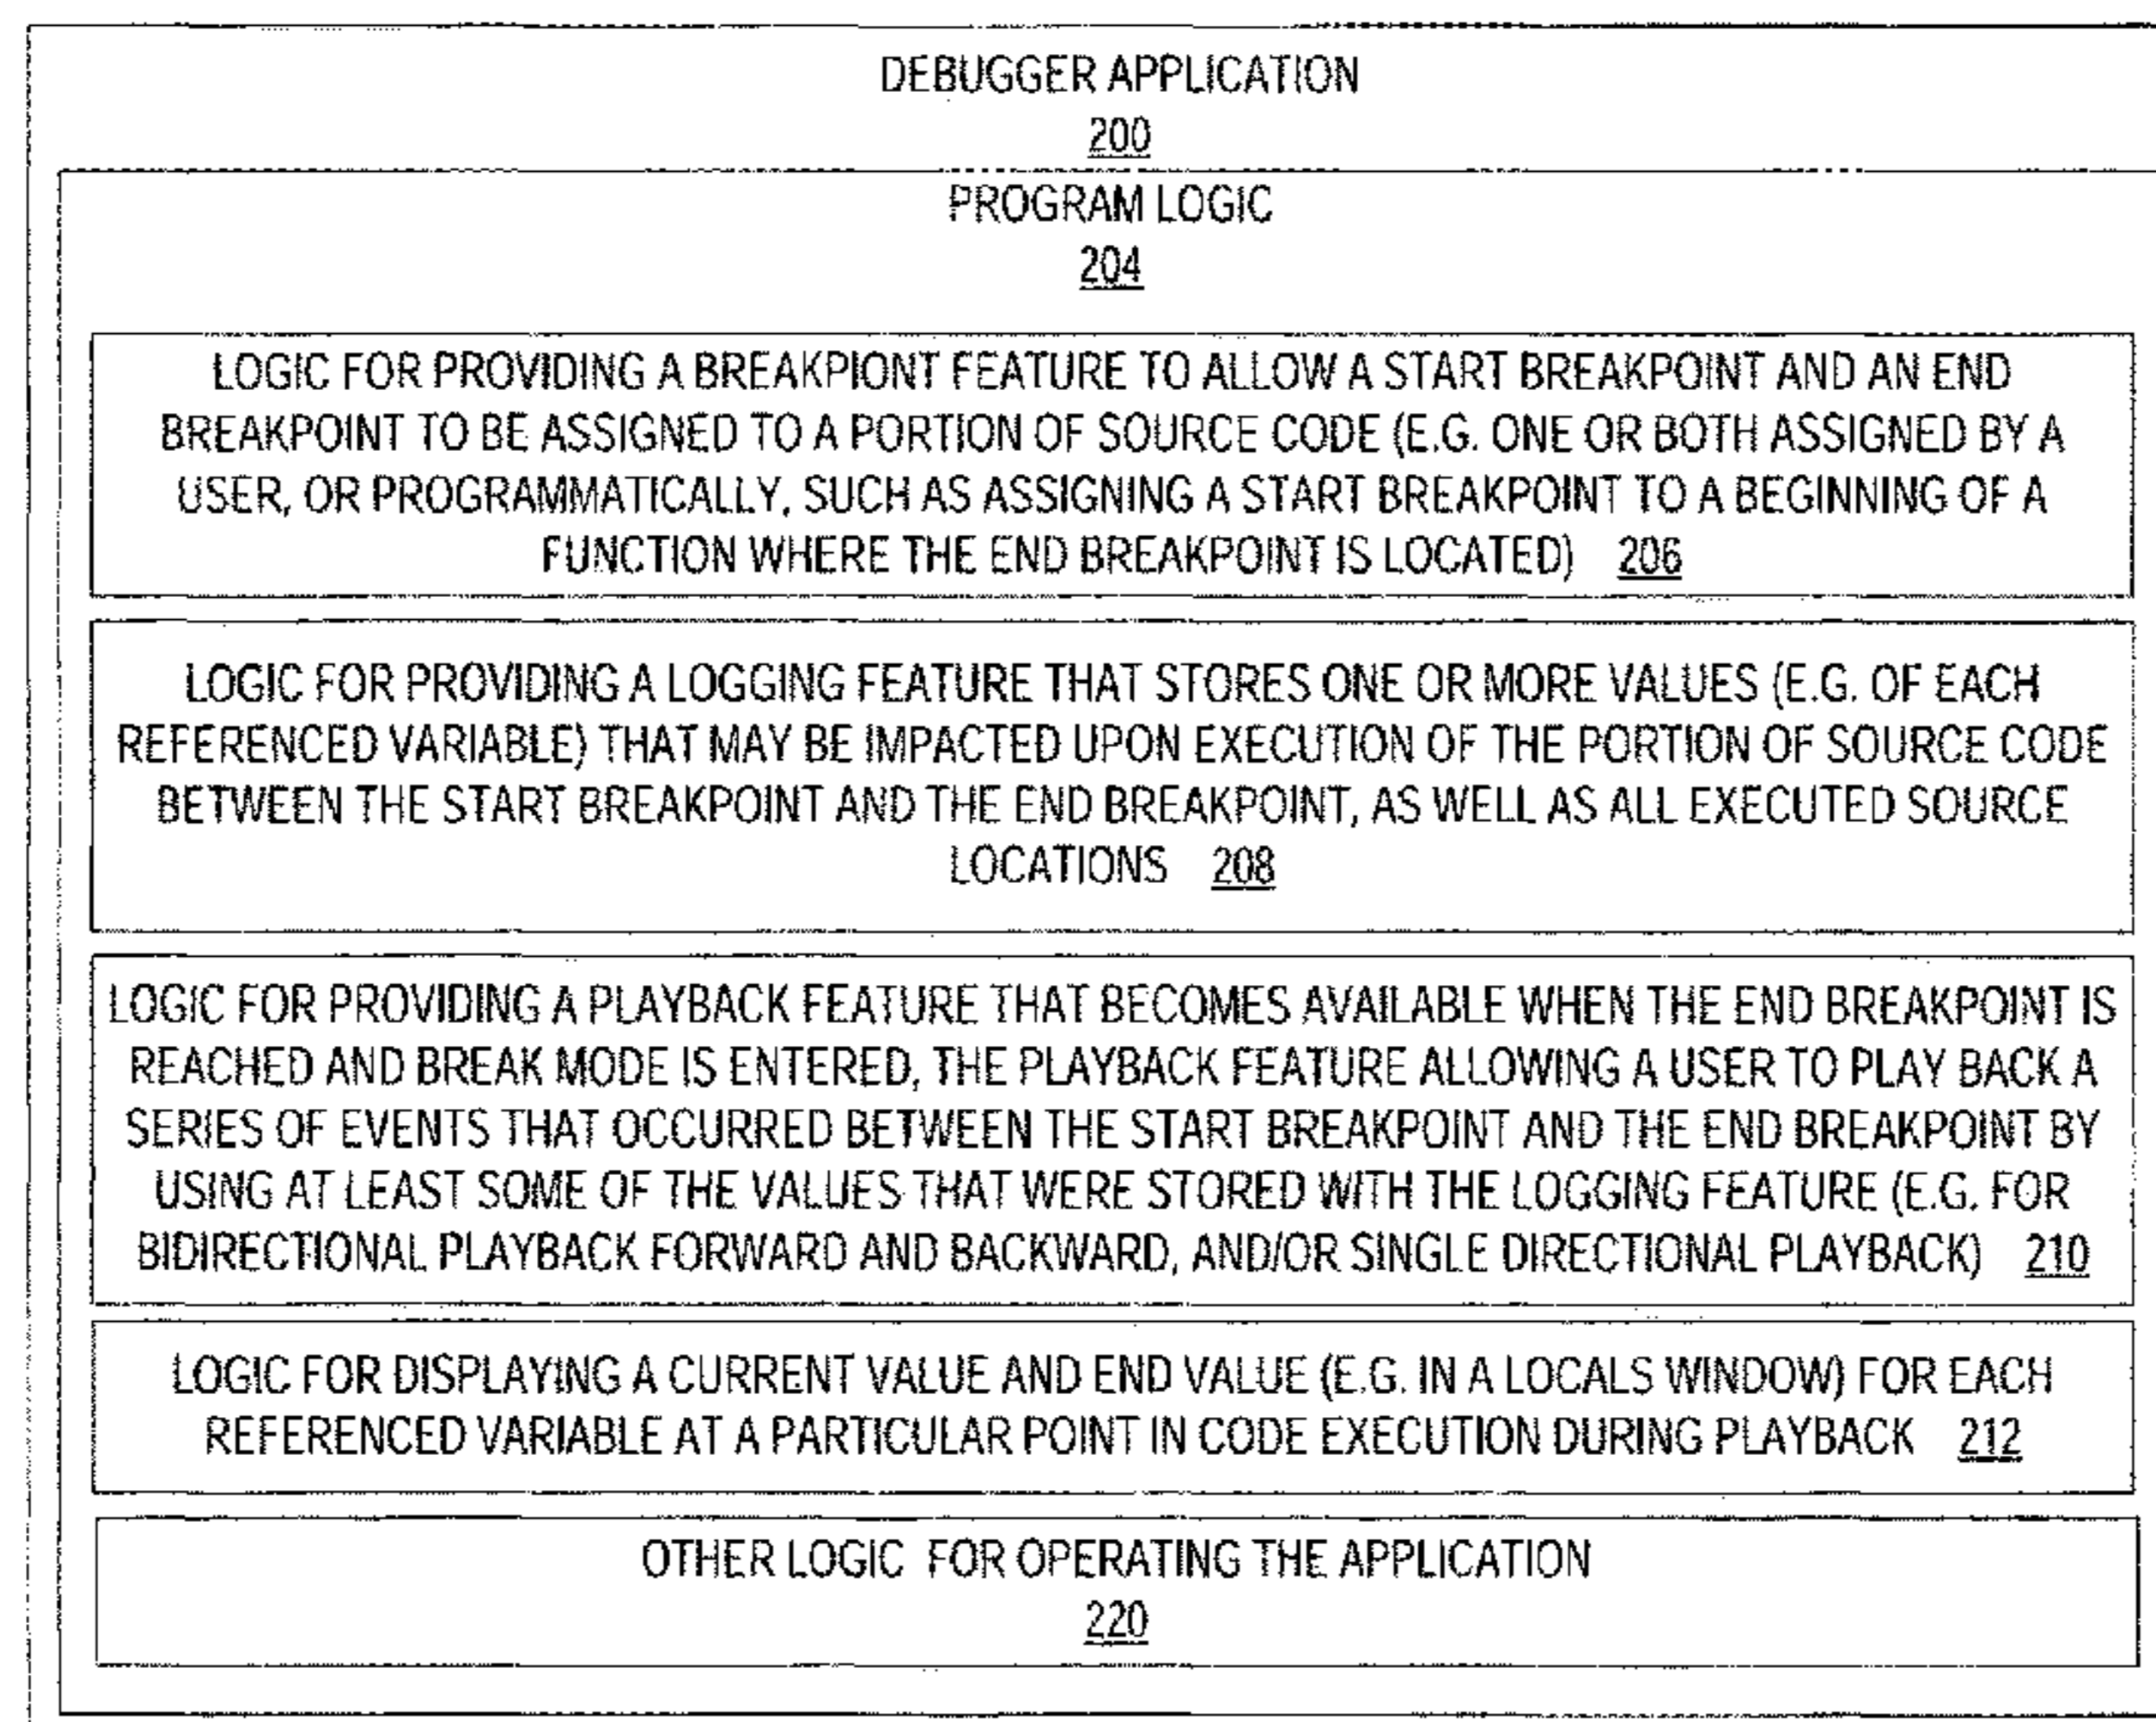 DEBUGGER APPLICATION
200
PROGRAM LOGIC
204
LOGIC FOR PROVIDING A BREAKPIONT FEATURE TO ALLOW A START BREAKPOINT AND AN END
BREAKPOINT TO BE ASSIGNED TO A PORTION OF SOURCE CODE (E.G. ONE OR BOTH ASSIGNED BY A
USER, OR PROGRAMMATICALLY, SUCH AS ASSIGNING A START BREAKPOINT TO A BEGINNING OF A
FUNCTION WHERE THE END BREAKPOINT IS LOCATED) 206
LOGIC FOR PROVIDING A LOGGING FEATURE THAT STORES ONE OR MORE VALUES (E.G. OF EACH
REFERENCED VARIABLE) THAT MAY BE IMPACTED UPON EXECUTION OF THE PORTION OF SOURCE CODE
BETWEEN THE START BREAKPOINT AND THE END BREAKPOINT, AS WELL AS ALL EXECUTED SOURCE
LOCATIONS 208
LOGIC FOR PROVIDING A PLAYBACK FEATURE THAT BECOMES AVAILABLE WHEN THE END BREAKPOINT IS
REACHED AND BREAK MODE IS ENTERED, THE PLAYBACK FEATURE ALLOWING A USER TO PLAY BACK A
SERIES OF EVENTS THAT OCCURRED BETWEEN THE START BREAKPOINT AND THE END BREAKPOINT BY
USING AT LEAST SOME OF THE VALUES THAT WERE STORED WITH THE LOGGING FEATURE (E.G. FOR
BIDIRECTIONAL PLAYBACK FORWARD AND BACKWARD, AND/OR SINGLE DIRECTIONAL PLAYBACK) 210
LOGIC FOR DISPLAYING A CURRENT VALUE AND END VALUE (E.G. IN A LOCALS WINDOW) FOR EACH
REFERENCED VARIABLE AT A PARTICULAR POINT IN CODE EXECUTION DURING PLAYBACK 212
OTHER LOGIC FOR OPERATING THE APPLICATION
220